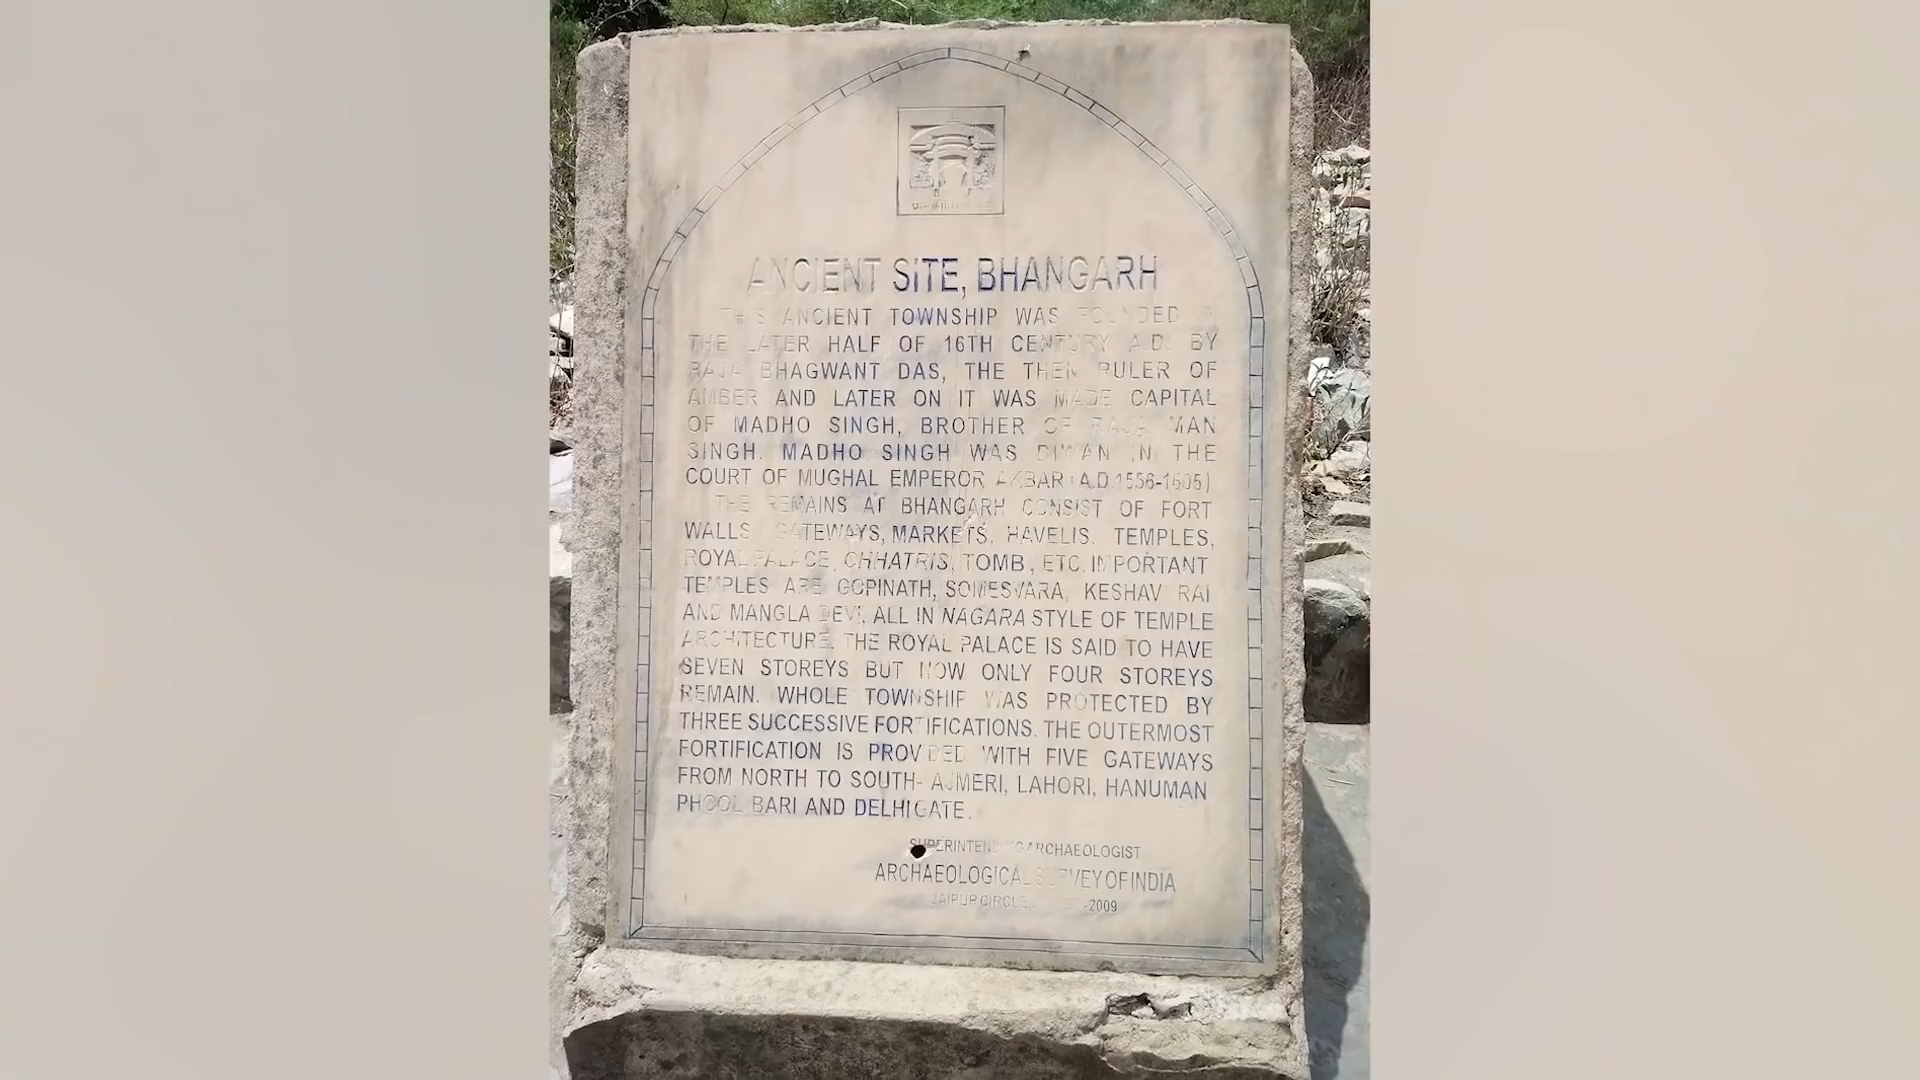 ANCIENT SITE, BHANGARH
THIS ANCIENT TOWNSHIP WAS FOUNDED IN
THE LATER HALF OF 16TH CENTURY A.D. BY
RAJA BHAGWANT DAS, THE THEN RULER OF
AMBER AND LATER ON IT WAS MADE CAPITAL
OF MADHO SINGH, BROTHER OF RAJA MAN
SINGH. MADHO SINGH WAS DIWAN IN THE
COURT OF MUGHAL EMPEROR AKBAR (A.D.1556-1605)
THE REMAINS AT BHANGARH CONSIST OF FORT
WALLS, GATEWAYS, MARKETS, HAVELIS, TEMPLES,
ROYAL PALACE, CHHATRIS, TOMB, ETC. IMPORTANT
TEMPLES ARE GOPINATH, SOMESVARA, KESHAV RAI
AND MANGLA DEVI, ALL IN NAGARA STYLE OF TEMPLE
ARCHITECTURE. THE ROYAL PALACE IS SAID TO HAVE
SEVEN STOREYS BUT NOW ONLY FOUR STOREYS
REMAIN. WHOLE TOWNSHIP WAS PROTECTED BY
THREE SUCCESSIVE FORTIFICATIONS. THE OUTERMOST
FORTIFICATION IS PROVIDED WITH FIVE GATEWAYS
FROM NORTH TO SOUTH- AJMERI, LAHORI, HANUMAN
PHOOL BARI AND DELHI GATE.
SUPERINTENDING ARCHAEOLOGIST
ARCHAEOLOGICAL SURVEY OF INDIA
JAIPUR CIRCLE, -2009